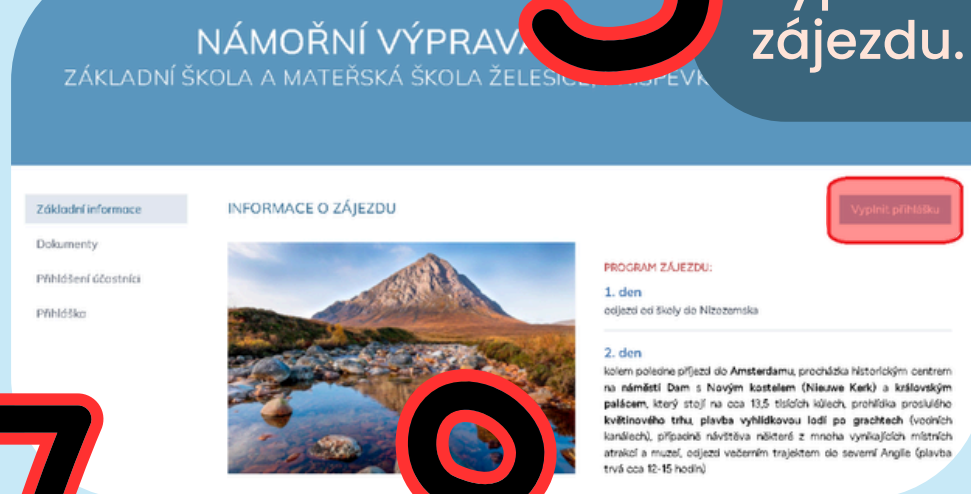 zájezdu.
NÁMOŘNÍ VÝPRAVA
ZÁKLADNÍ ŠKOLA A MATEŘSKÁ ŠKOLA
Základní informace
Dokumenty
Přihlášení účastníci
Přihláška
INFORMACE O ZÁJEZDU
Vyplnit přihlášku
PROGRAM ZÁJEZDU:
1. den
odjezd od školy do Nizozemska
2. den
kolem poledne příjezd do Amsterdamu, procházka historickým centrem
na náměstí Dam s Novým kostelem (Nieuwe Kerk) a královským
palácem, který stojí na cca 13,5 tisících kůlech, prohlídka proslulého
květinového trhu, plavba vyhlídkovou lodí po grachtech (vodních
kanálech), případně návštěva některé z mnoha vynikajících místních
atrakcí a muzeí, odjezd večerním trajektem do severní Anglie (plavba
trvá cca 12-15 hodin)
7